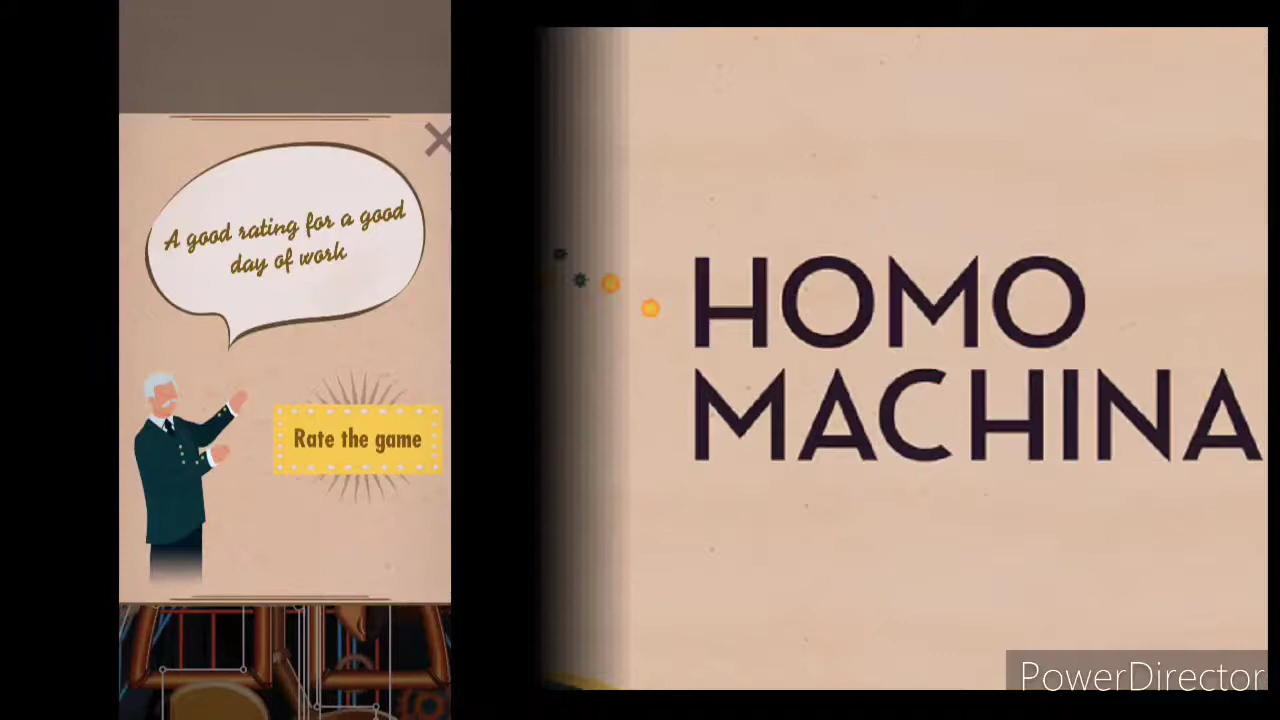 A good rating for a good
day of work
Rate the game
HOMO
MACHINA
PowerDirector